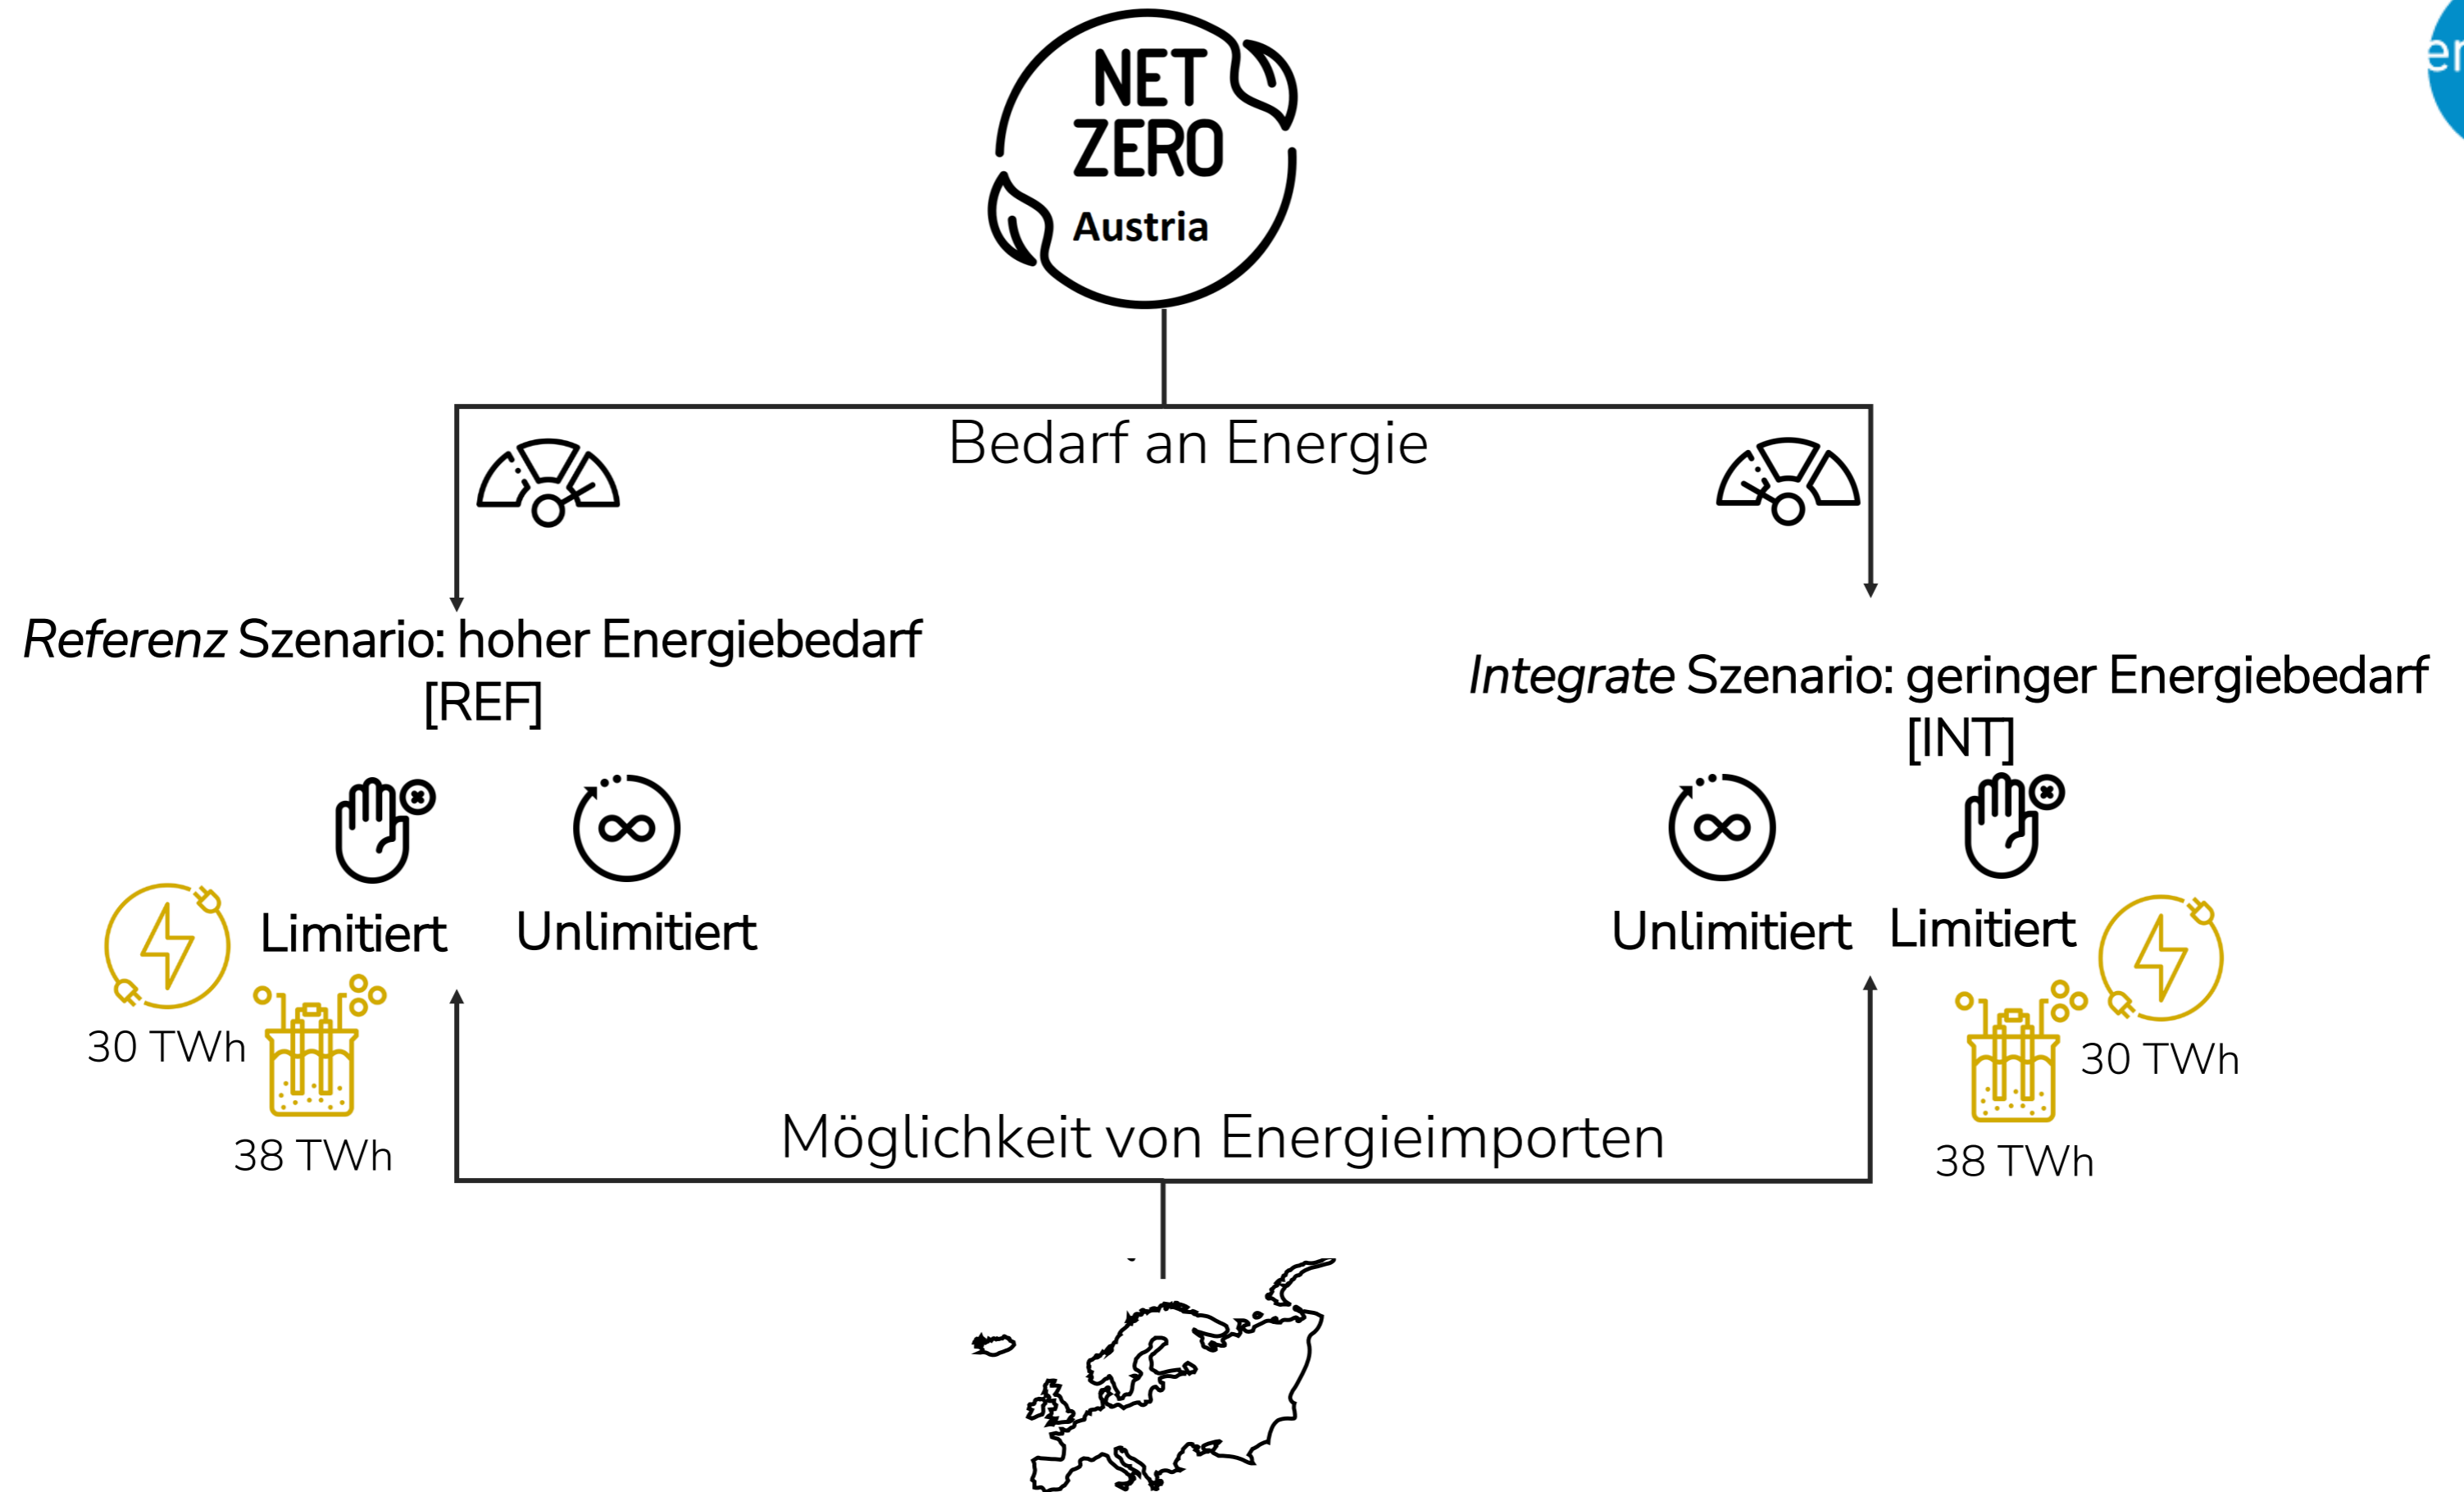 NET
ZERO
Austria
er
Bedarf an Energie
Referenz Szenario: hoher Energiebedarf
[REF]
Integrate Szenario: geringer Energiebedarf
[INT]
Limitiert
Unlimitiert
Unlimitiert
Limitiert
30 TWh
38 TWh
30 TWh
38 TWh
Möglichkeit von Energieimporten